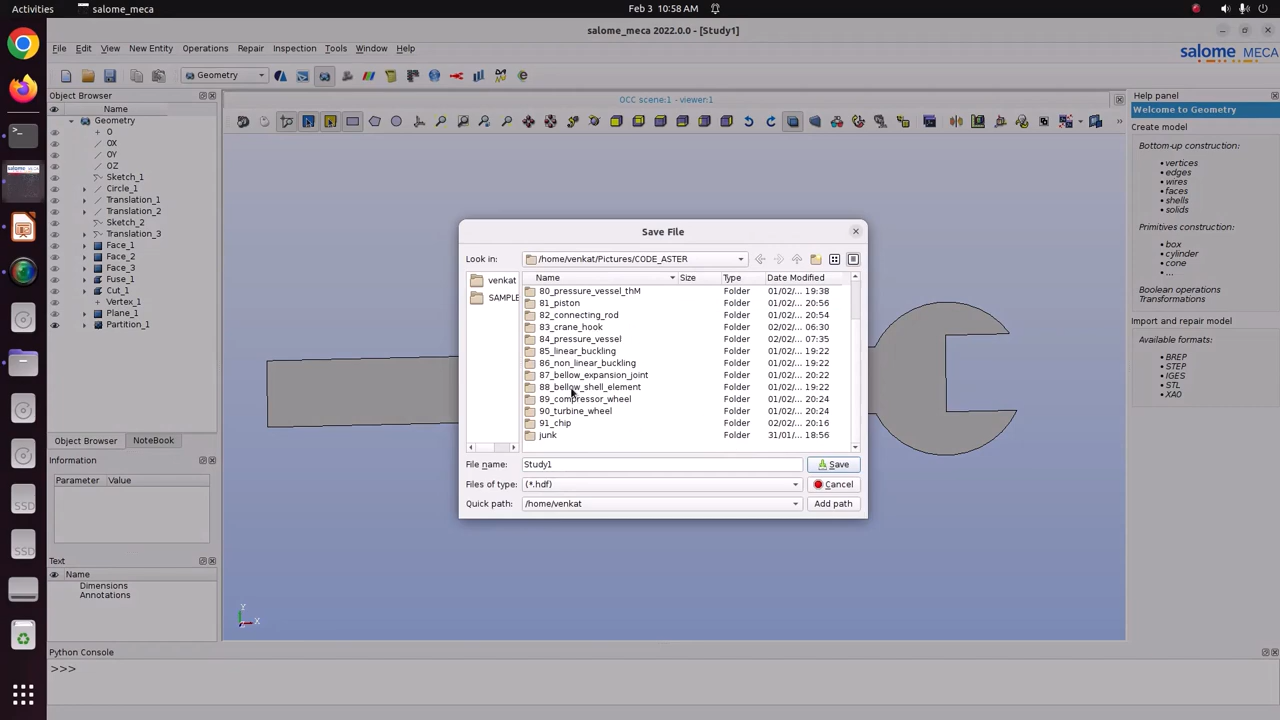 Activities
salome_meca
Feb 3 10:58 AM
salome_meca 2022.0.0 - [Study1]
File Edit View New Entity Operations Repair Inspection Tools Window Help
salome MECA
Geometry
Object Browser
OCC scene:1 - viewer:1
Help panel
Name
Geometry
O
OX
OY
OZ
Sketch_1
Circle_1
Translation_1
Translation_2
Sketch_2
Translation_3
Face_1
Face_2
Face_3
Fuse_1
Cut_1
Vertex_1
Plane_1
Partition_1
Object Browser NoteBook
Information
Parameter Value
Text
Name
Dimensions
Annotations
Python Console
>>>
Save File
Look in: /home/venkat/Pictures/CODE_ASTER
venkat
SAMPLE
Name Size Type Date Modified
80_pressure_vessel_thM Folder 01/02/... 19:38
81_piston Folder 01/02/... 20:56
82_connecting_rod Folder 01/02/... 20:54
83_crane_hook Folder 02/02/... 06:30
84_pressure_vessel Folder 02/02/... 07:35
85_linear_buckling Folder 01/02/... 19:22
86_non_linear_buckling Folder 01/02/... 19:22
87_bellow_expansion_joint Folder 01/02/... 20:22
88_bellow_shell_element Folder 01/02/... 19:22
89_compressor_wheel Folder 01/02/... 20:24
90_turbine_wheel Folder 01/02/... 20:24
91_chip Folder 02/02/... 20:16
junk Folder 31/01/... 18:56
File name: Study1 Save
Files of type: (*.hdf) Cancel
Quick path: /home/venkat Add path
Y
Z X
Welcome to Geometry
Create model
Bottom-up construction:
• vertices
• edges
• wires
• faces
• shells
• solids
Primitives construction:
• box
• cylinder
• cone
• ...
Boolean operations
Transformations
Import and repair model
Available formats:
• BREP
• STEP
• IGES
• STL
• XAO